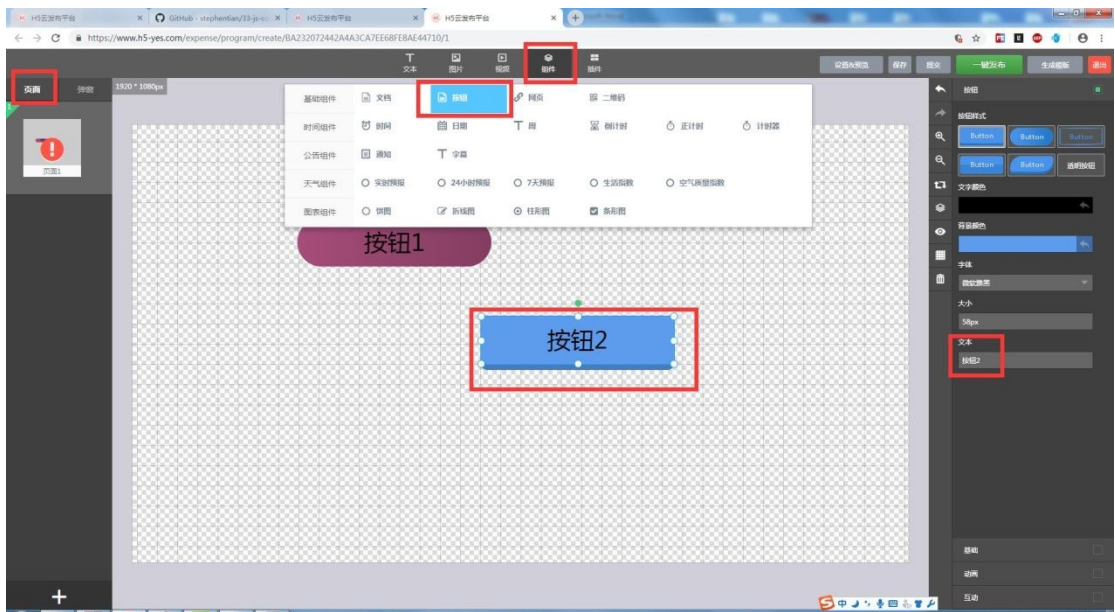 H5云发布平台
GitHub - stephentian/33-js-co
H5云发布平台
H5云发布平台
https://www.h5-yes.com/expense/program/create/BA232072442A4A3CA7EE68FE8AE44710/1
文本 图片 视频 组件 插件
设置&预览 保存 提交 一键发布 生成模板 退出
页面 弹窗
1920 * 1080px
1
页面1
基础组件 文档 按钮 网页 二维码
时间组件 时间 日期 周 倒计时 正计时 计时器
公告组件 通知 字幕
天气组件 实时预报 24小时预报 7天预报 生活指数 空气质量指数
图表组件 饼图 折线图 柱形图 条形图
按钮1
按钮2
按钮
按钮样式
Button Button Button
Button Button 透明按钮
文字颜色
背景颜色
字体
微软雅黑
大小
58px
文本
按钮2
基础
动画
互动
中